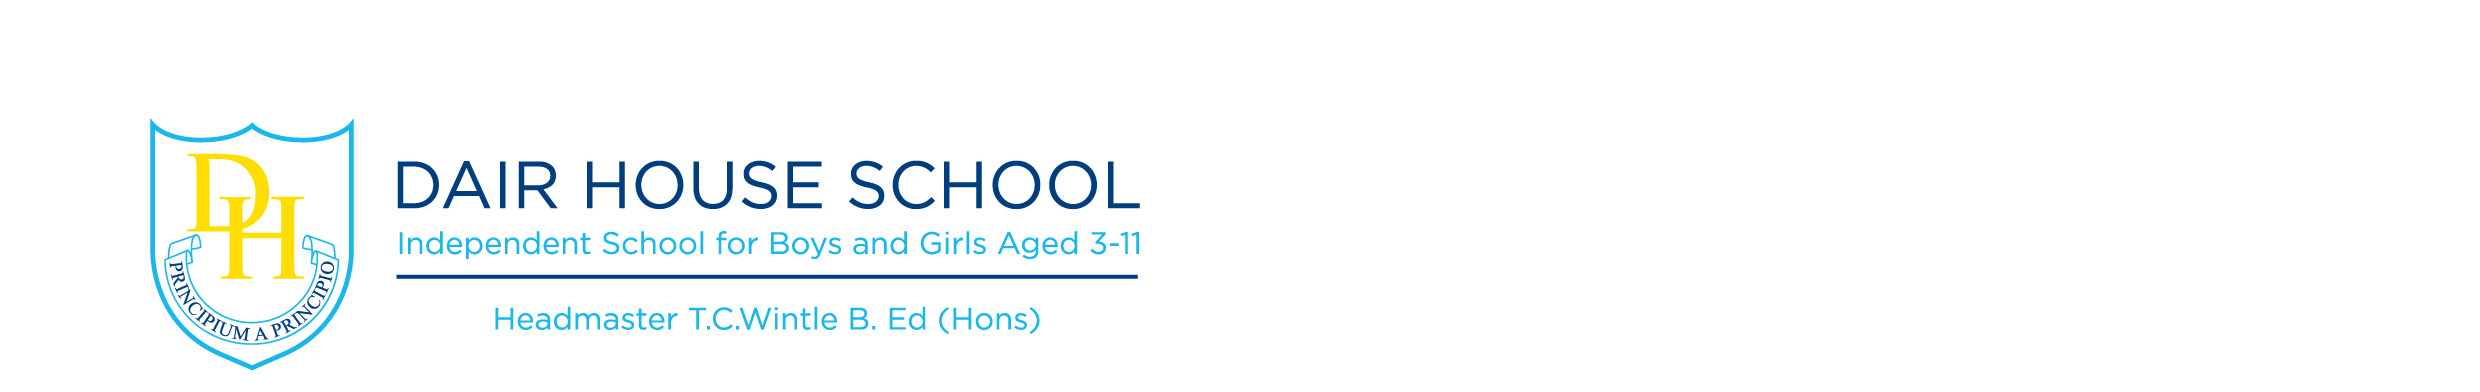 DH
PRINCIPIUM A PRINCIPIO
DAIR HOUSE SCHOOL
Independent School for Boys and Girls Aged 3-11
Headmaster T.C.Wintle B. Ed (Hons)